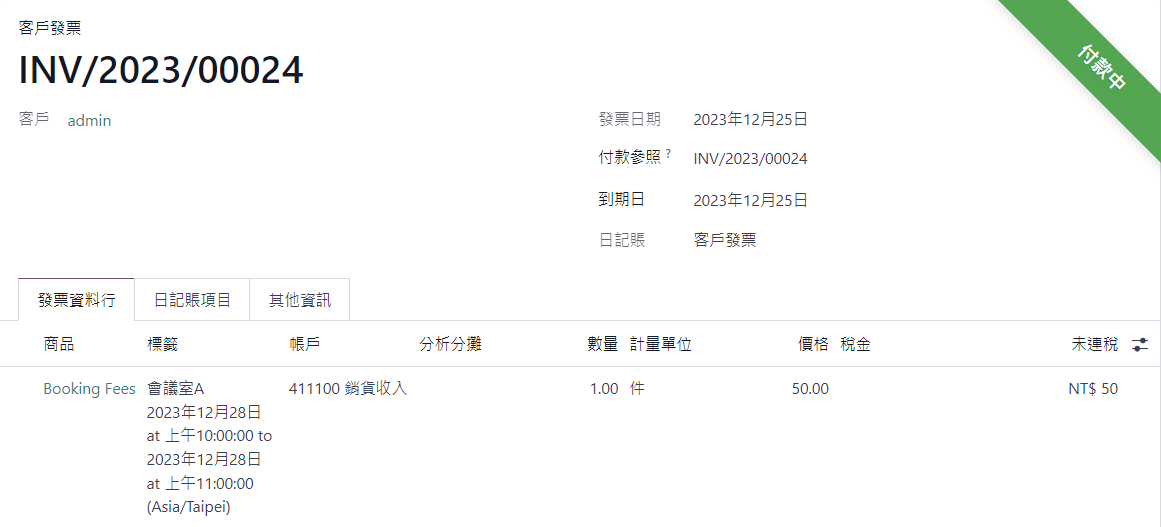 客戶發票
付款中
INV/2023/00024
客戶 admin
發票日期 2023年12月25日
付款參照 ? INV/2023/00024
到期日 2023年12月25日
日記賬 客戶發票
發票資料行 日記賬項目 其他資訊
商品 標籤 帳戶 分析分攤 數量 計量單位 價格 稅金 未連稅
Booking Fees 會議室A 411100 銷貨收入 1.00 件 50.00 NT$ 50
2023年12月28日
at 上午10:00:00 to
2023年12月28日
at 上午11:00:00
(Asia/Taipei)